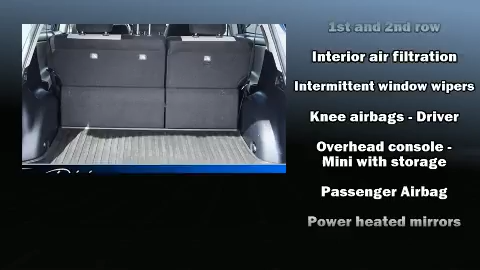 1st and 2nd row
Interior air filtration
Intermittent window wipers
Knee airbags - Driver
Overhead console -
Mini with storage
Passenger Airbag
Power heated mirrors